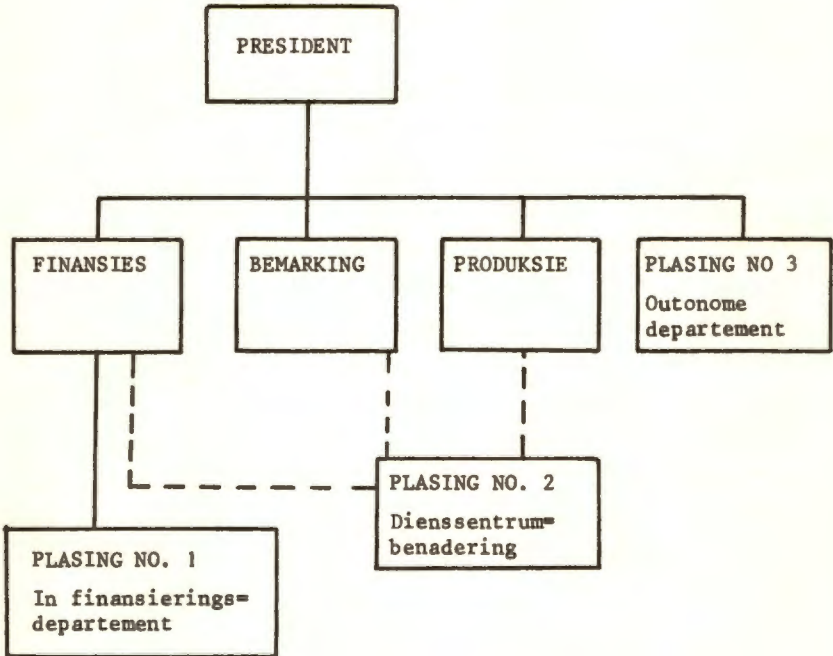 PRESIDENT
FINANSIES
BEMARKING
PRODUKSIE
PLASING NO 3
Outonome
departement
PLASING NO. 2
Dienssentrum=
benadering
PLASING NO. 1
In finansierings=
departement